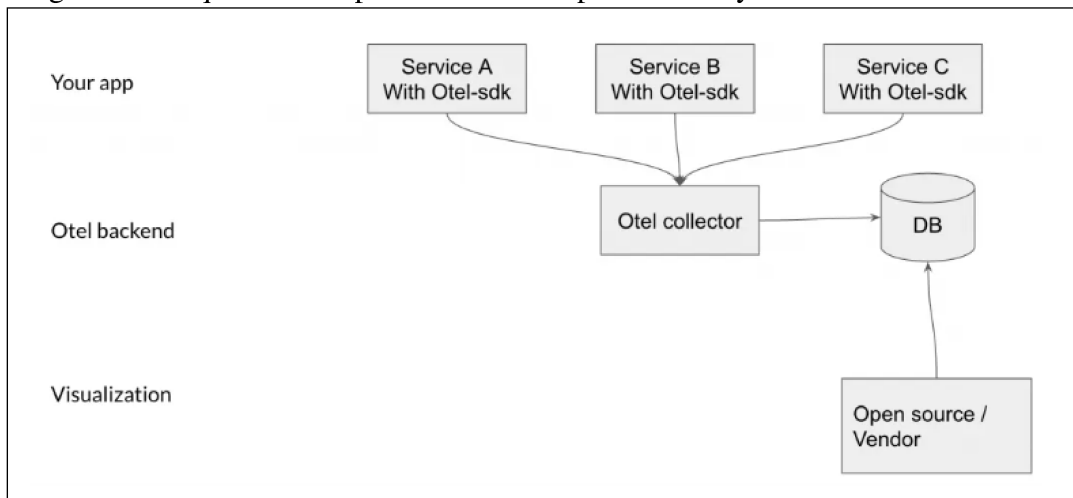 Your app
Service A
With Otel-sdk
Service B
With Otel-sdk
Service C
With Otel-sdk
Otel backend
Otel collector
DB
Visualization
Open source /
Vendor